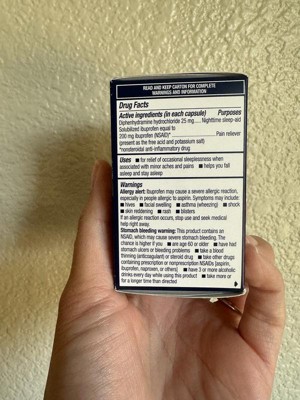 READ AND KEEP CARTON FOR COMPLETE
WARNINGS AND INFORMATION
Drug Facts
Active ingredients (in each capsule) Purposes
Diphenhydramine hydrochloride 25 mg..... Nighttime sleep-aid
Solubilized ibuprofen equal to
200 mg ibuprofen (NSAID)* ..................... Pain reliever
(present as the free acid and potassium salt)
*nonsteroidal anti-inflammatory drug
Uses ■ for relief of occasional sleeplessness when
associated with minor aches and pains ■ helps you fall
asleep and stay asleep
Warnings
Allergy alert: Ibuprofen may cause a severe allergic reaction,
especially in people allergic to aspirin. Symptoms may include:
■ hives ■ facial swelling ■ asthma (wheezing) ■ shock
■ skin reddening ■ rash ■ blisters
If an allergic reaction occurs, stop use and seek medical
help right away.
Stomach bleeding warning: This product contains an
NSAID, which may cause severe stomach bleeding. The
chance is higher if you ■ are age 60 or older ■ have had
stomach ulcers or bleeding problems ■ take a blood
thinning (anticoagulant) or steroid drug ■ take other drugs
containing prescription or nonprescription NSAIDs [aspirin,
ibuprofen, naproxen, or others] ■ have 3 or more alcoholic
drinks every day while using this product ■ take more or
for a longer time than directed